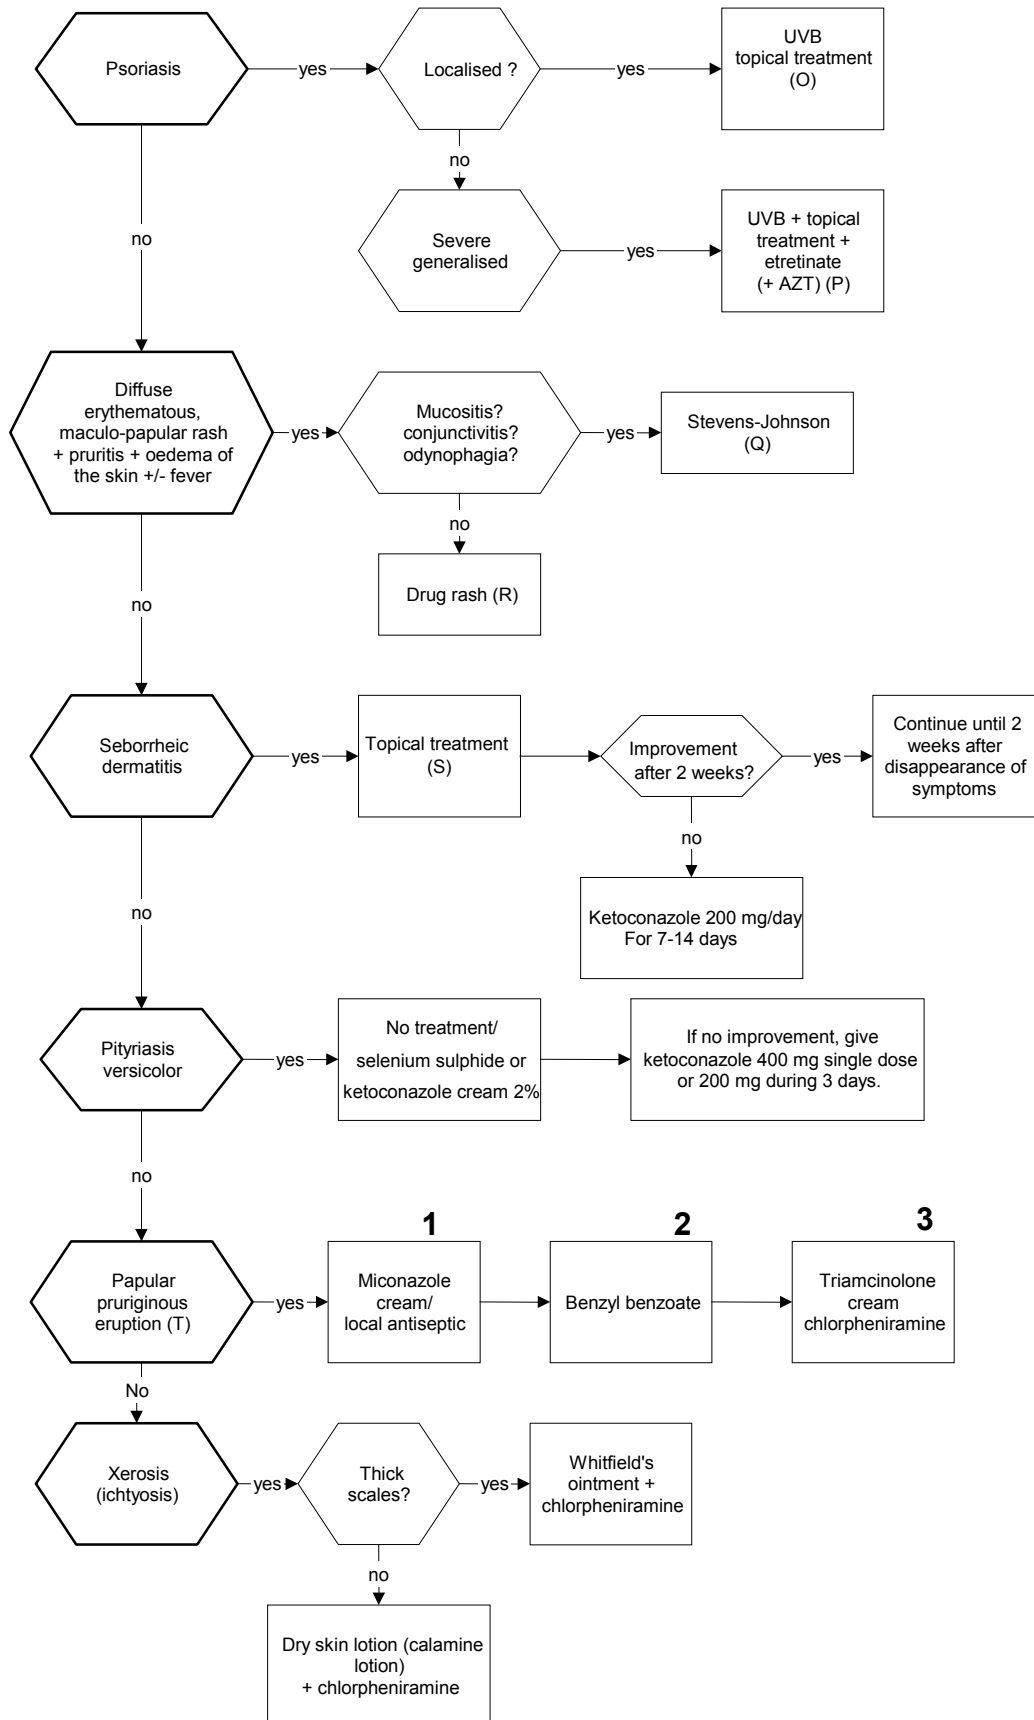 Psoriasis
yes
Localised ?
yes
UVB
topical treatment
(O)
no
no
Severe
generalised
yes
UVB + topical
treatment +
etretinate
(+ AZT) (P)
Diffuse
erythematous,
maculo-papular rash
+ pruritis + oedema of
the skin +/- fever
yes
Mucositis?
conjunctivitis?
odynophagia?
yes
Stevens-Johnson
(Q)
no
Drug rash (R)
no
Seborrheic
dermatitis
yes
Topical treatment
(S)
Improvement
after 2 weeks?
yes
Continue until 2
weeks after
disappearance of
symptoms
no
Ketoconazole 200 mg/day
For 7-14 days
no
Pityriasis
versicolor
yes
No treatment/
selenium sulphide or
ketoconazole cream 2%
If no improvement, give
ketoconazole 400 mg single dose
or 200 mg during 3 days.
no
1
2
3
Papular
pruriginous
eruption (T)
yes
Miconazole
cream/
local antiseptic
Benzyl benzoate
Triamcinolone
cream
chlorpheniramine
No
Xerosis
(ichtyosis)
yes
Thick
scales?
yes
Whitfield's
ointment +
chlorpheniramine
no
Dry skin lotion (calamine
lotion)
+ chlorpheniramine